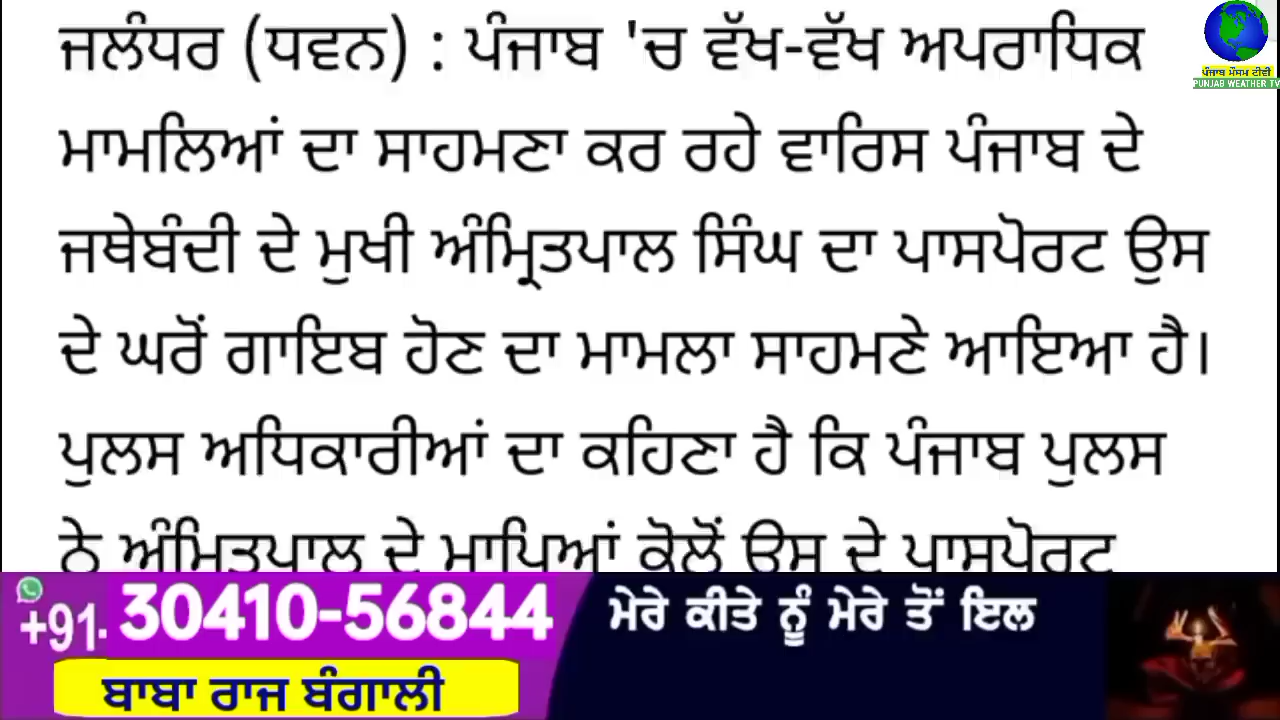 ਜਲੰਧਰ (ਧਵਨ) : ਪੰਜਾਬ 'ਚ ਵੱਖ-ਵੱਖ ਅਪਰਾਧਿਕ
ਮਾਮਲਿਆਂ ਦਾ ਸਾਹਮਣਾ ਕਰ ਰਹੇ ਵਾਰਿਸ ਪੰਜਾਬ ਦੇ
ਜਥੇਬੰਦੀ ਦੇ ਮੁਖੀ ਅੰਮ੍ਰਿਤਪਾਲ ਸਿੰਘ ਦਾ ਪਾਸਪੋਰਟ ਉਸ
ਦੇ ਘਰੋਂ ਗਾਇਬ ਹੋਣ ਦਾ ਮਾਮਲਾ ਸਾਹਮਣੇ ਆਇਆ ਹੈ।
ਪੁਲਸ ਅਧਿਕਾਰੀਆਂ ਦਾ ਕਹਿਣਾ ਹੈ ਕਿ ਪੰਜਾਬ ਪੁਲਸ
ਨੇ ਅੰਮ੍ਰਿਤਪਾਲ ਦੇ ਮਾਪਿਆਂ ਕੋਲੋਂ ਉਸ ਦੇ ਪਾਸਪੋਰਟ
ਪੰਜਾਬ ਮੌਸਮ ਟੀਵੀ
PUNJAB WEATHER TV
+91- 30410-56844
ਬਾਬਾ ਰਾਜ ਬੰਗਾਲੀ
ਮੇਰੇ ਕੀਤੇ ਨੂੰ ਮੇਰੇ ਤੋਂ ਇਲ